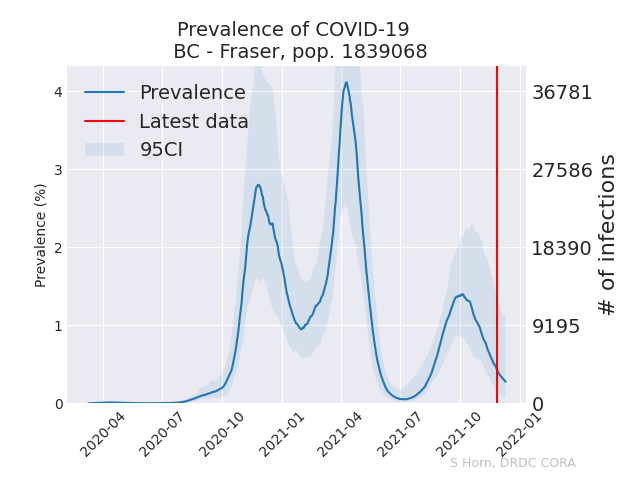 Prevalence of COVID-19
BC - Fraser, pop. 1839068
Prevalence
Latest data
95CI
Prevalence (%)
4
3
2
1
0
36781
27586
18390
9195
0
# of infections
2020-04
2020-07
2020-10
2021-01
2021-04
2021-07
2021-10
2022-01
S Horn, DRDC CORA